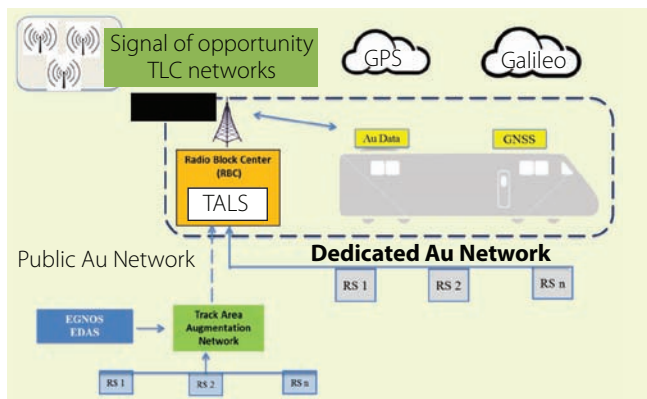 Signal of opportunity
TLC networks
GPS
Galileo
Au Data
GNSS
Radio Block Center
(RBC)
TALS
Public Au Network
Dedicated Au Network
RS 1
RS 2
RS n
EGNOS
EDAS
Track Area
Augmentation
Network
RS 1
RS 2
RS n